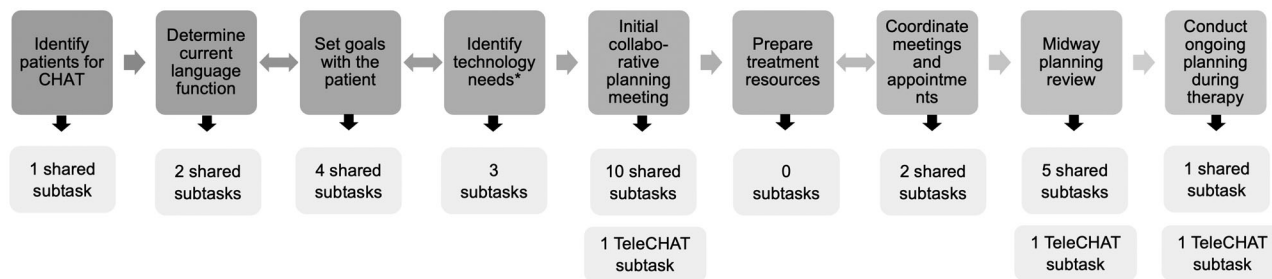 Identify
patients for
CHAT
Determine
current
language
function
Set goals
with the
patient
Identify
technology
needs*
Initial
collabo-
rative
planning
meeting
Prepare
treatment
resources
Coordinate
meetings
and
appointme
nts
Midway
planning
review
Conduct
ongoing
planning
during
therapy
1 shared
subtask
2 shared
subtasks
4 shared
subtasks
3
subtasks
10 shared
subtasks
0
subtasks
2 shared
subtasks
5 shared
subtasks
1 shared
subtask
1 TeleCHAT
subtask
1 TeleCHAT
subtask
1 TeleCHAT
subtask